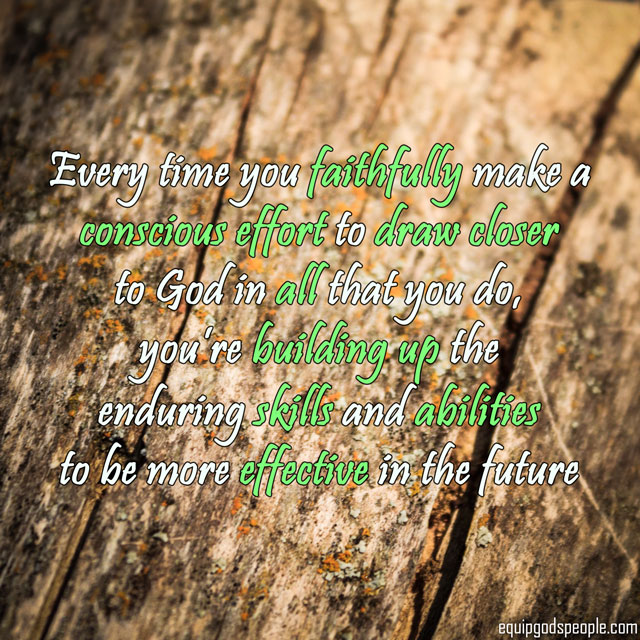 Every time you faithfully make a
conscious effort to draw closer
to God in all that you do,
you're building up the
enduring skills and abilities
to be more effective in the future
equipgodspeople.com